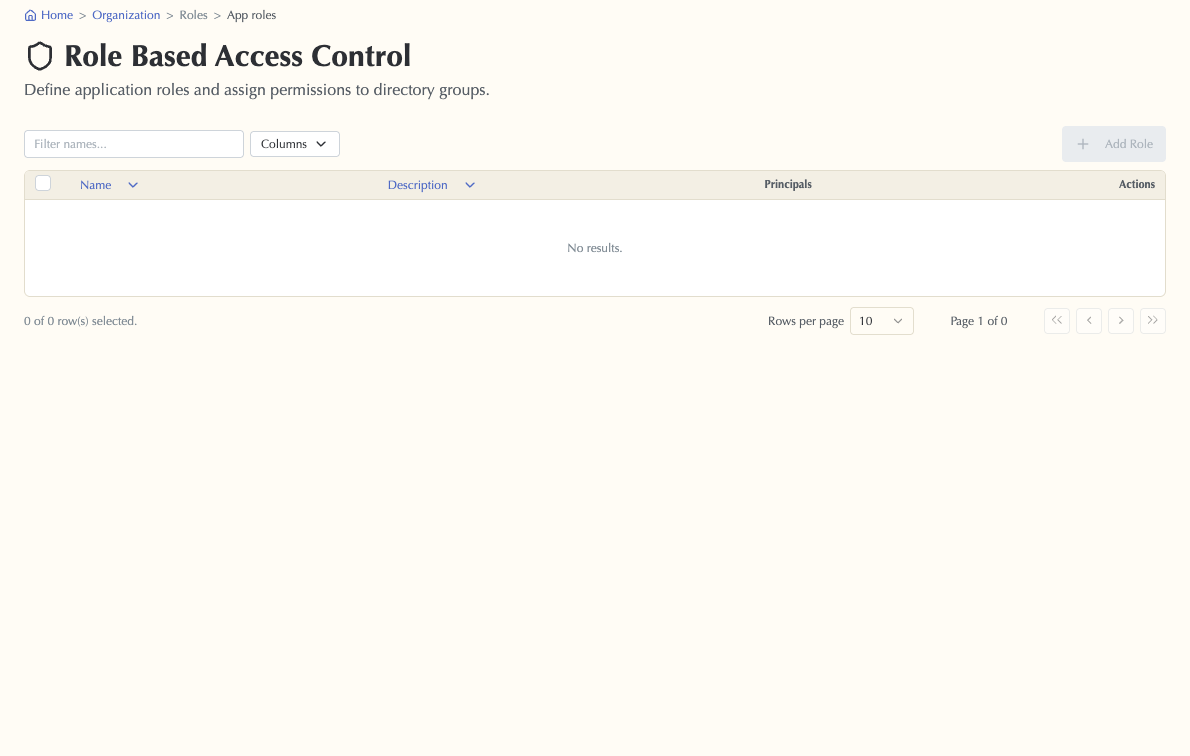 Home > Organization > Roles > App roles
Role Based Access Control
Define application roles and assign permissions to directory groups.
Filter names... Columns Add Role
Name Description Principals Actions
No results.
0 of 0 row(s) selected. Rows per page 10 Page 1 of 0